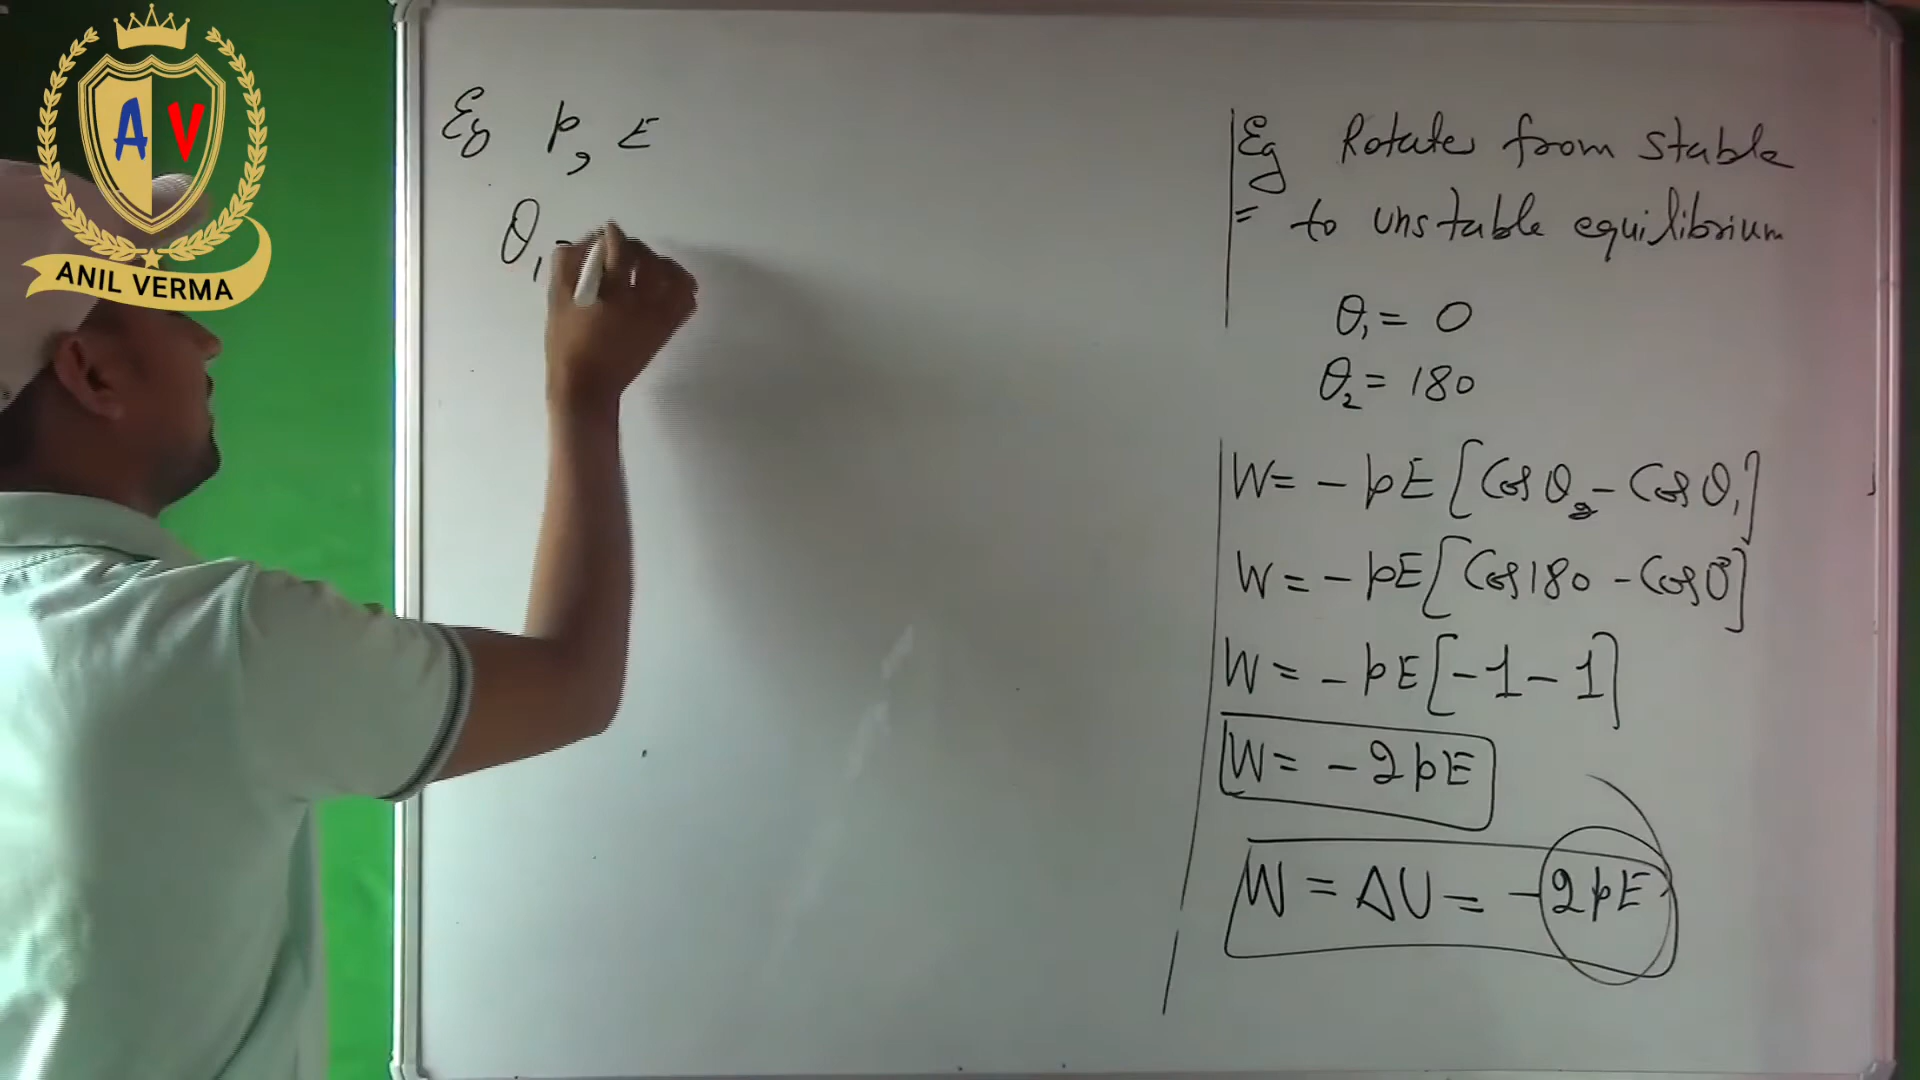 A V
ANIL VERMA
Eg p, E
θ₁ =
Eg Rotates from stable
= to unstable equilibrium
θ₁ = 0
θ₂ = 180
W = - pE [Cos θ₂ - Cos θ₁]
W = - pE [Cos 180 - Cos 0°]
W = - pE [-1 - 1]
W = - 2pE
W = ΔU = - 2pE